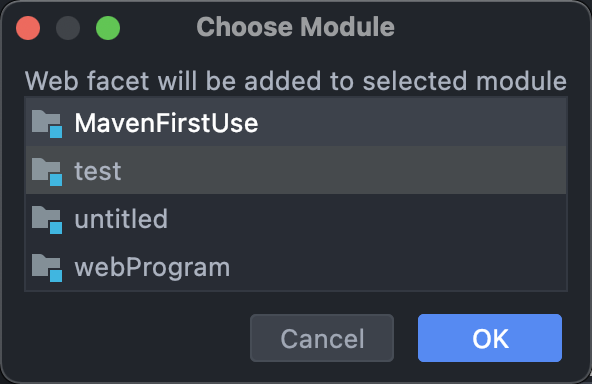 Choose Module
Web facet will be added to selected module
MavenFirstUse
test
untitled
webProgram
Cancel
OK